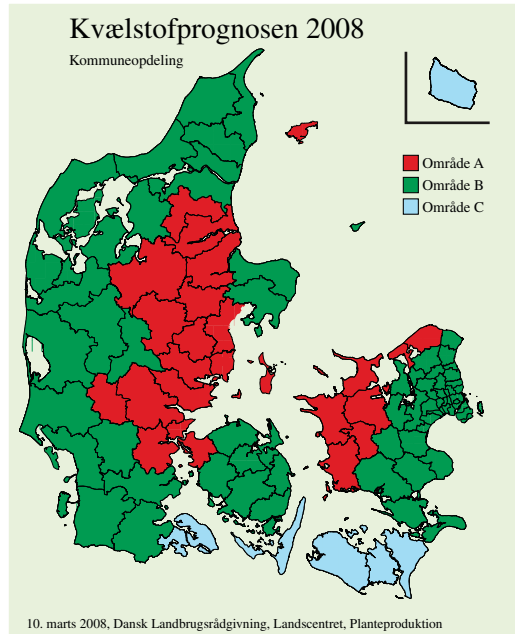 Kvælstofprognosen 2008
Kommuneopdeling
Område A
Område B
Område C
10. marts 2008, Dansk Landbrugsrådgivning, Landscentret, Planteproduktion